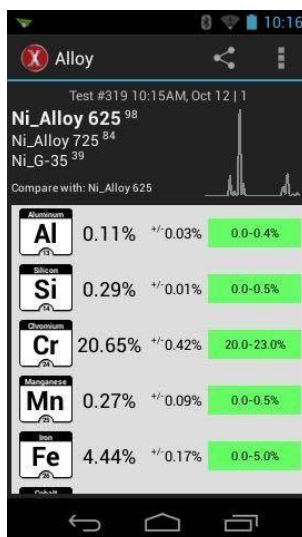 10:16
X Alloy
Test #319 10:15AM, Oct 12 | 1
Ni_Alloy 625 98
Ni_Alloy 725 84
Ni_G-35 39
Compare with: Ni_Alloy 625
Aluminum
Al 0.11% +/-0.03% 0.0-0.4%
13
Silicon
Si 0.29% +/-0.01% 0.0-0.5%
14
Chromium
Cr 20.65% +/-0.42% 20.0-23.0%
24
Manganese
Mn 0.27% +/-0.09% 0.0-0.5%
25
Iron
Fe 4.44% +/-0.17% 0.0-5.0%
26
Cobalt